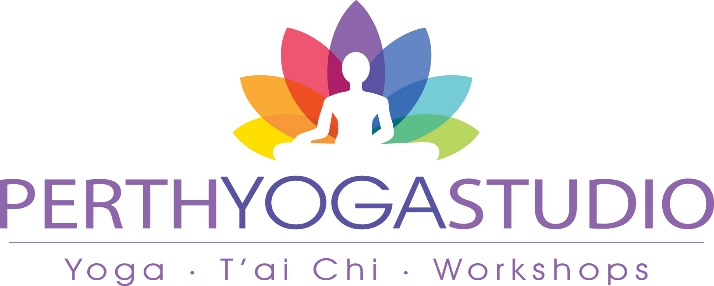 PERTHYOGASTUDIO
Yoga · T'ai Chi · Workshops